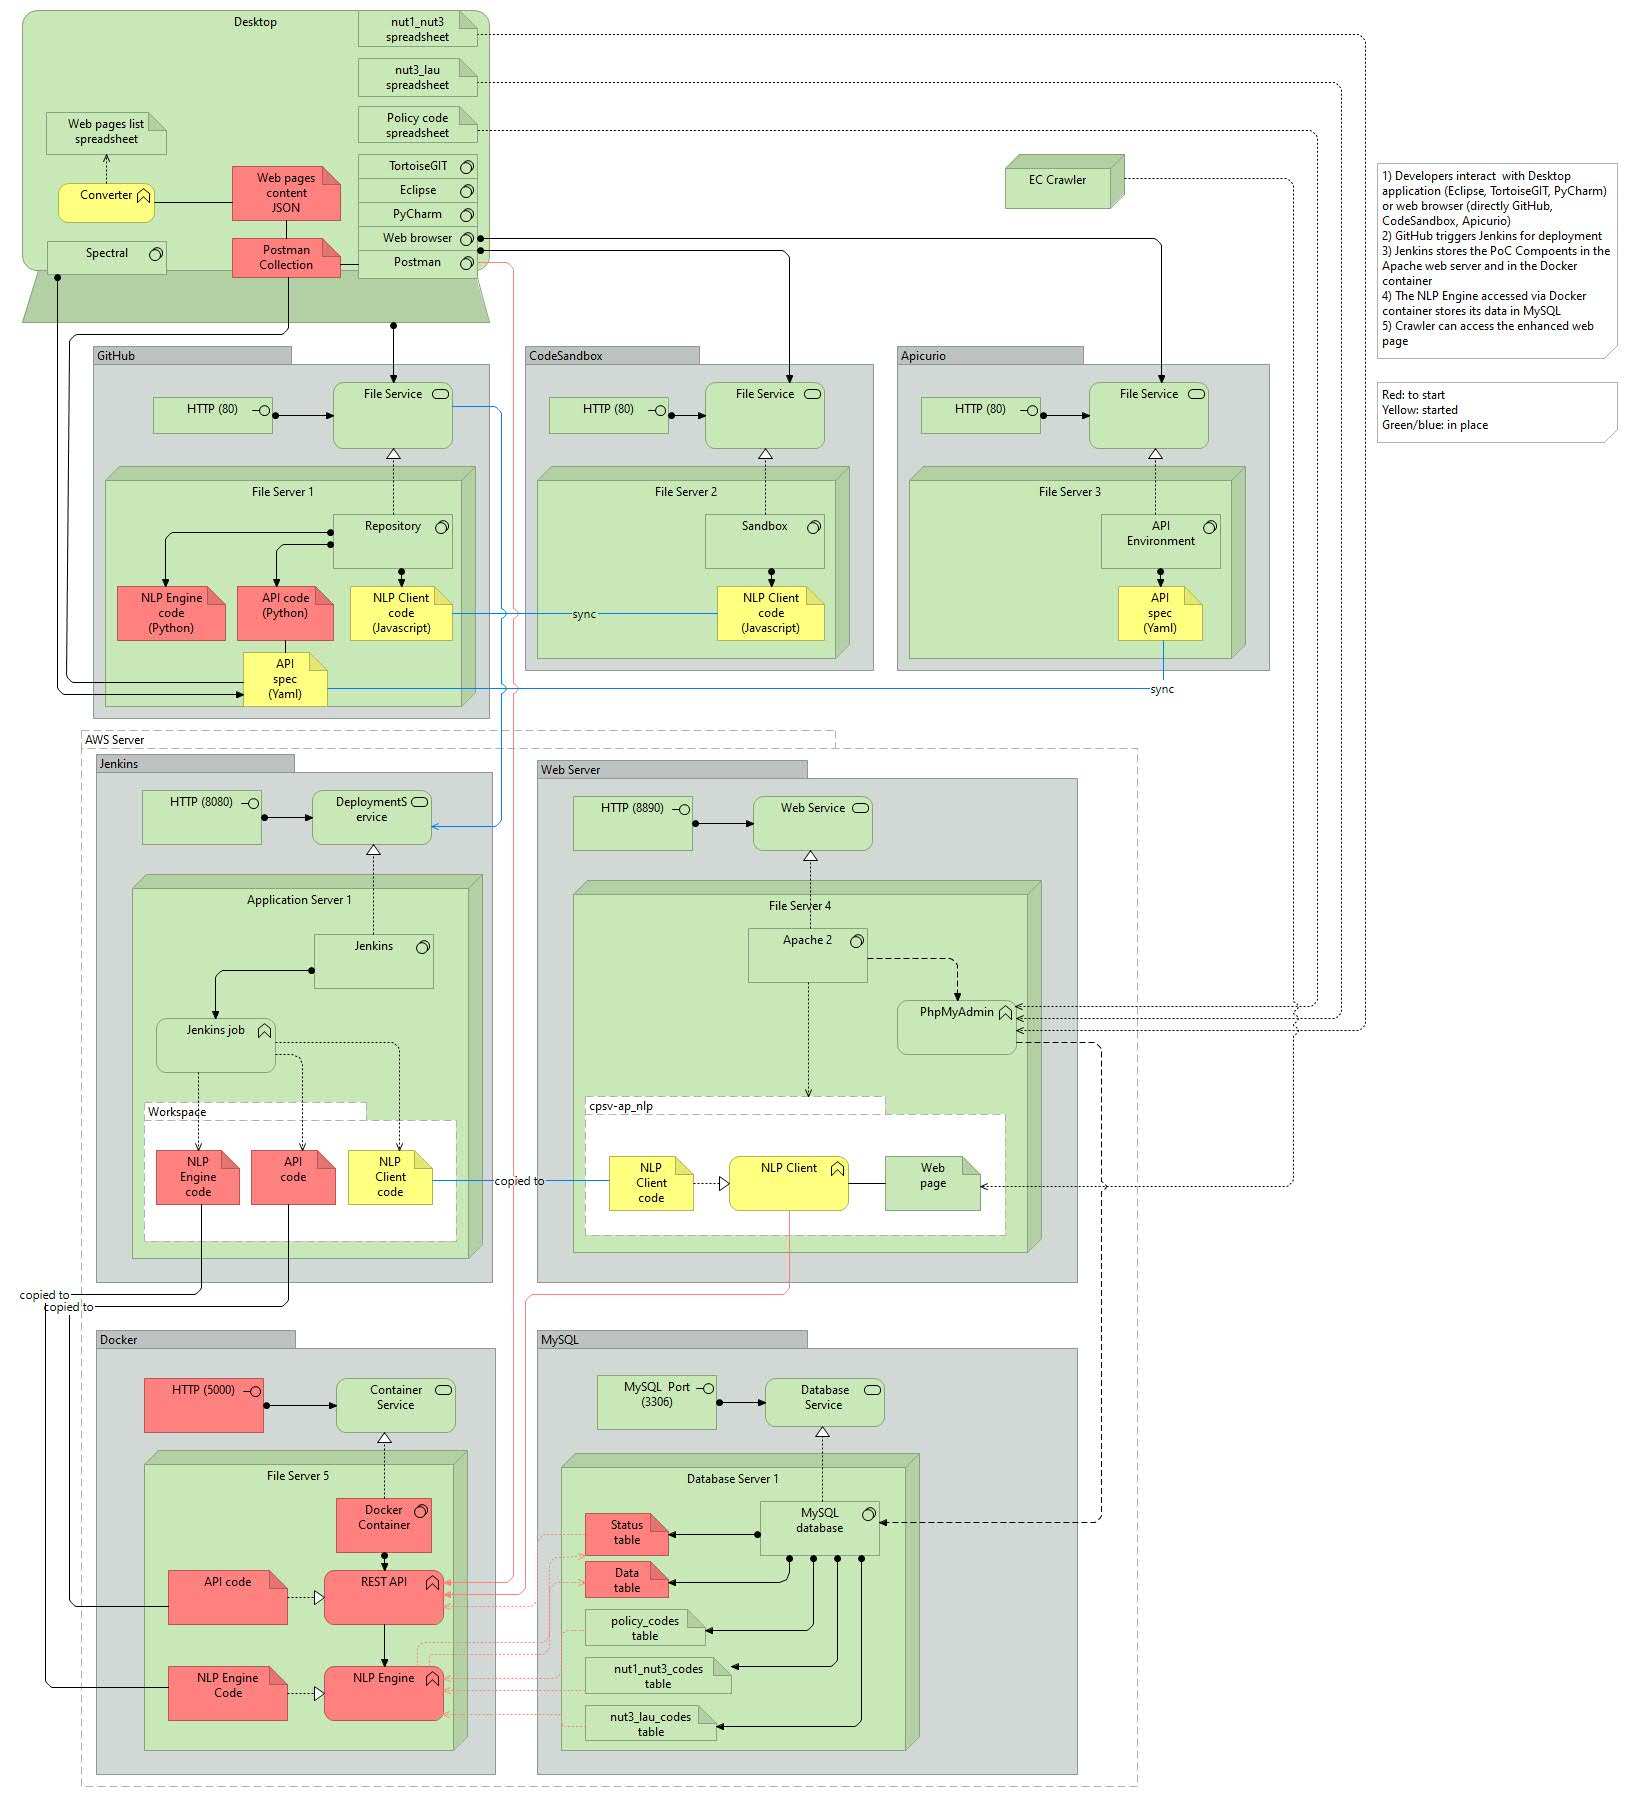 Desktop
nut1_nut3
spreadsheet
nut3_lau
spreadsheet
Policy code
spreadsheet
Web pages list
spreadsheet
TortoiseGIT
Eclipse
PyCharm
Web browser
Postman
Converter
Web pages
content
JSON
Spectral
Postman
Collection
EC Crawler
1) Developers interact  with Desktop
application (Eclipse, TortoiseGIT, PyCharm)
or web browser (directly GitHub,
CodeSandbox, Apicurio)
2) GitHub triggers Jenkins for deployment
3) Jenkins stores the PoC Compoents in the
Apache web server and in the Docker
container
4) The NLP Engine accessed via Docker
container stores its data in MySQL
5) Crawler can access the enhanced web
page
Red: to start
Yellow: started
Green/blue: in place
GitHub
HTTP (80)
File Service
File Server 1
Repository
NLP Engine
code
(Python)
API code
(Python)
NLP Client
code
(Javascript)
API
spec
(Yaml)
CodeSandbox
HTTP (80)
File Service
File Server 2
Sandbox
sync
NLP Client
code
(Javascript)
Apicurio
HTTP (80)
File Service
File Server 3
API
Environment
API
spec
(Yaml)
sync
AWS Server
Jenkins
HTTP (8080)
DeploymentS
ervice
Application Server 1
Jenkins
Jenkins job
Workspace
NLP
Engine
code
API
code
NLP
Client
code
copied to
Web Server
HTTP (8890)
Web Service
File Server 4
Apache 2
PhpMyAdmin
cpsv-ap_nlp
NLP
Client
code
NLP Client
Web
page
copied to
copied to
Docker
HTTP (5000)
Container
Service
File Server 5
Docker
Container
API code
REST API
NLP Engine
Code
NLP Engine
MySQL
MySQL  Port
(3306)
Database
Service
Database Server 1
MySQL
database
Status
table
Data
table
policy_codes
table
nut1_nut3_codes
table
nut3_lau_codes
table